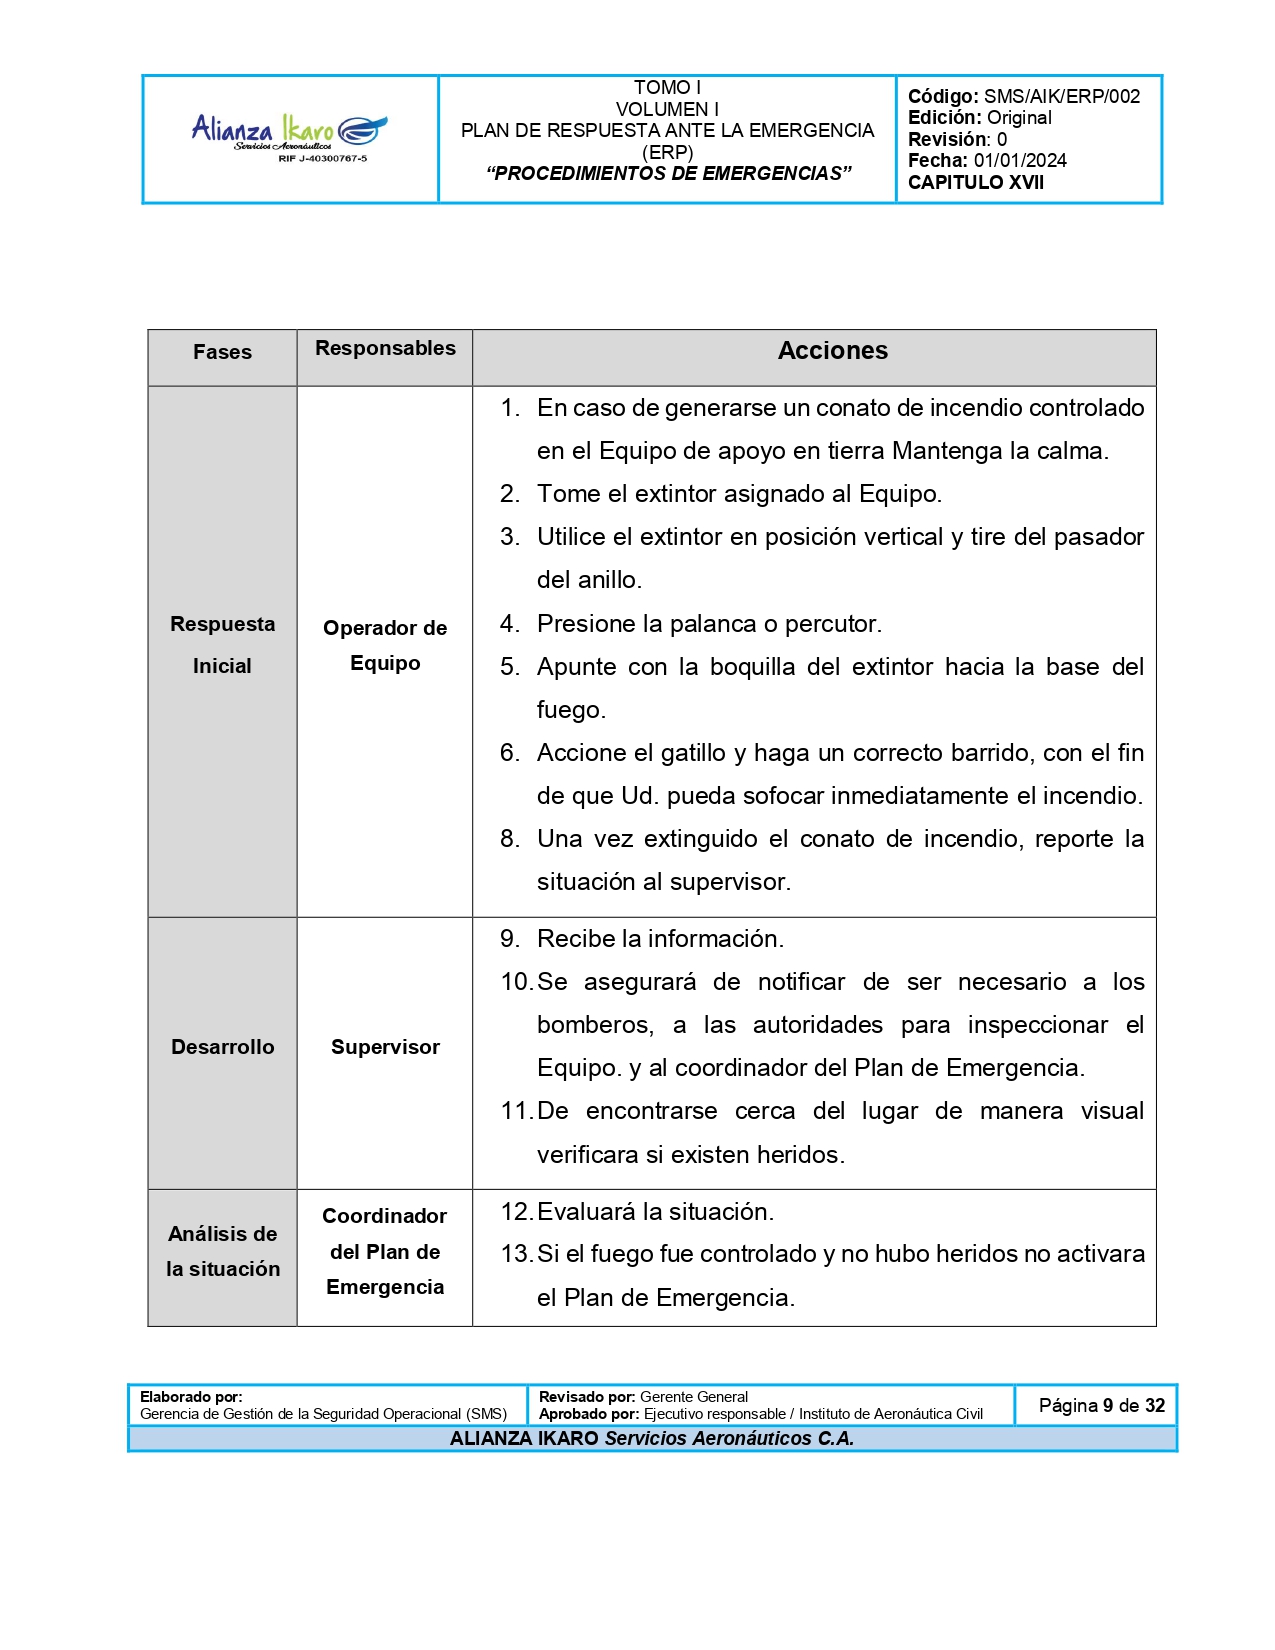 Alianza Ikaro
Servicios Aeronáuticos
RIF J-40300767-5
TOMO I
VOLUMEN I
PLAN DE RESPUESTA ANTE LA EMERGENCIA
(ERP)
“PROCEDIMIENTOS DE EMERGENCIAS”
Código: SMS/AIK/ERP/002
Edición: Original
Revisión: 0
Fecha: 01/01/2024
CAPITULO XVII
Fases
Responsables
Acciones
Respuesta
Inicial
Operador de
Equipo
1. En caso de generarse un conato de incendio controlado
en el Equipo de apoyo en tierra Mantenga la calma.
2. Tome el extintor asignado al Equipo.
3. Utilice el extintor en posición vertical y tire del pasador
del anillo.
4. Presione la palanca o percutor.
5. Apunte con la boquilla del extintor hacia la base del
fuego.
6. Accione el gatillo y haga un correcto barrido, con el fin
de que Ud. pueda sofocar inmediatamente el incendio.
8. Una vez extinguido el conato de incendio, reporte la
situación al supervisor.
Desarrollo
Supervisor
9. Recibe la información.
10. Se asegurará de notificar de ser necesario a los
bomberos, a las autoridades para inspeccionar el
Equipo. y al coordinador del Plan de Emergencia.
11. De encontrarse cerca del lugar de manera visual
verificara si existen heridos.
Análisis de
la situación
Coordinador
del Plan de
Emergencia
12. Evaluará la situación.
13. Si el fuego fue controlado y no hubo heridos no activara
el Plan de Emergencia.
Elaborado por:
Gerencia de Gestión de la Seguridad Operacional (SMS)
Revisado por: Gerente General
Aprobado por: Ejecutivo responsable / Instituto de Aeronáutica Civil
Página 9 de 32
ALIANZA IKARO Servicios Aeronáuticos C.A.